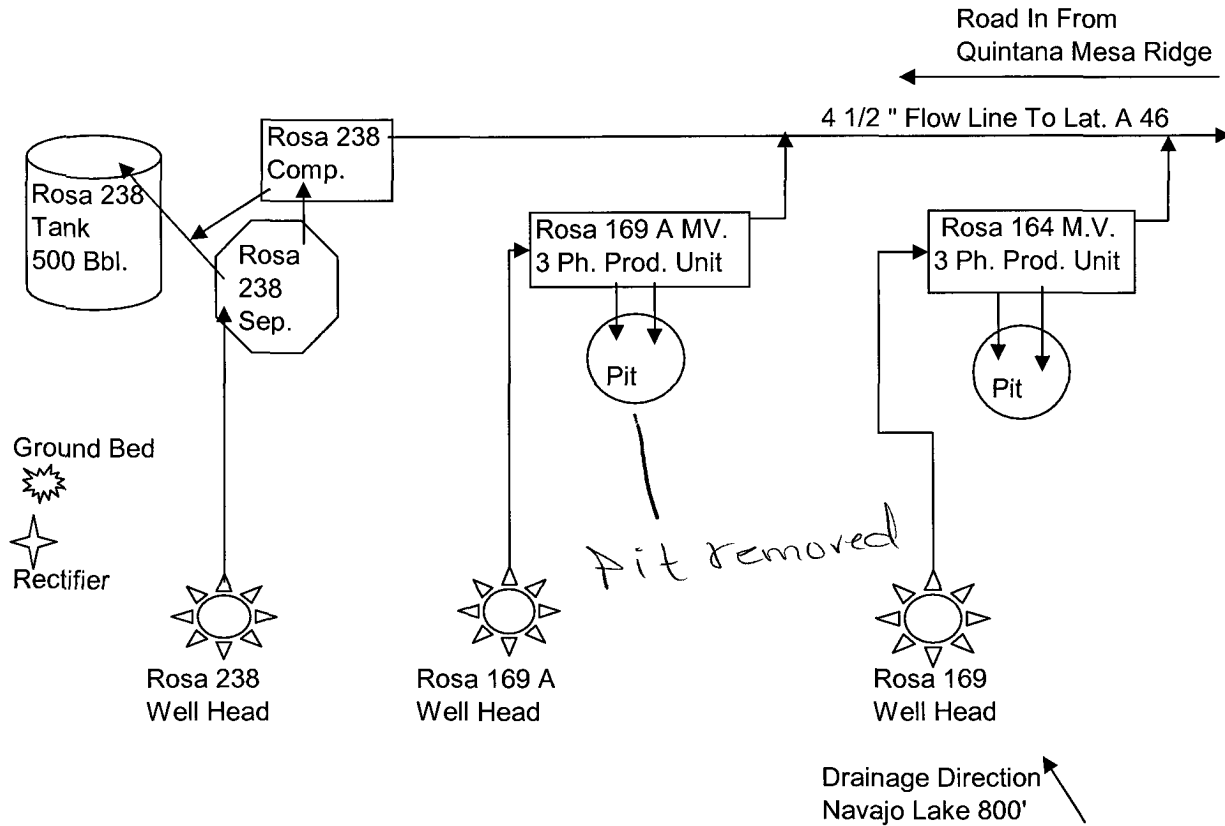 Road In From
Quintana Mesa Ridge
4 1/2 " Flow Line To Lat. A 46
Rosa 238
Comp.
Rosa 238
Tank
500 Bbl.
Rosa
238
Sep.
Rosa 169 A MV.
3 Ph. Prod. Unit
Rosa 164 M.V.
3 Ph. Prod. Unit
Pit
Pit
Ground Bed
Rectifier
Pit removed
Rosa 238
Well Head
Rosa 169 A
Well Head
Rosa 169
Well Head
Drainage Direction
Navajo Lake 800'